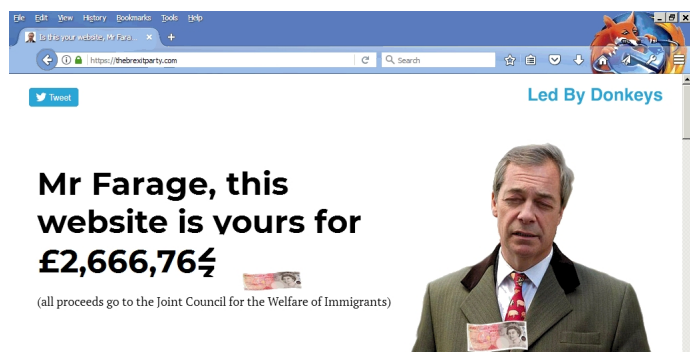 File Edit View History Bookmarks Tools Help
Is this your website, Mr Fara...
https://thebrexitparty.com
Search
Tweet
Led By Donkeys
Mr Farage, this
website is yours for
£2,666,76
(all proceeds go to the Joint Council for the Welfare of Immigrants)